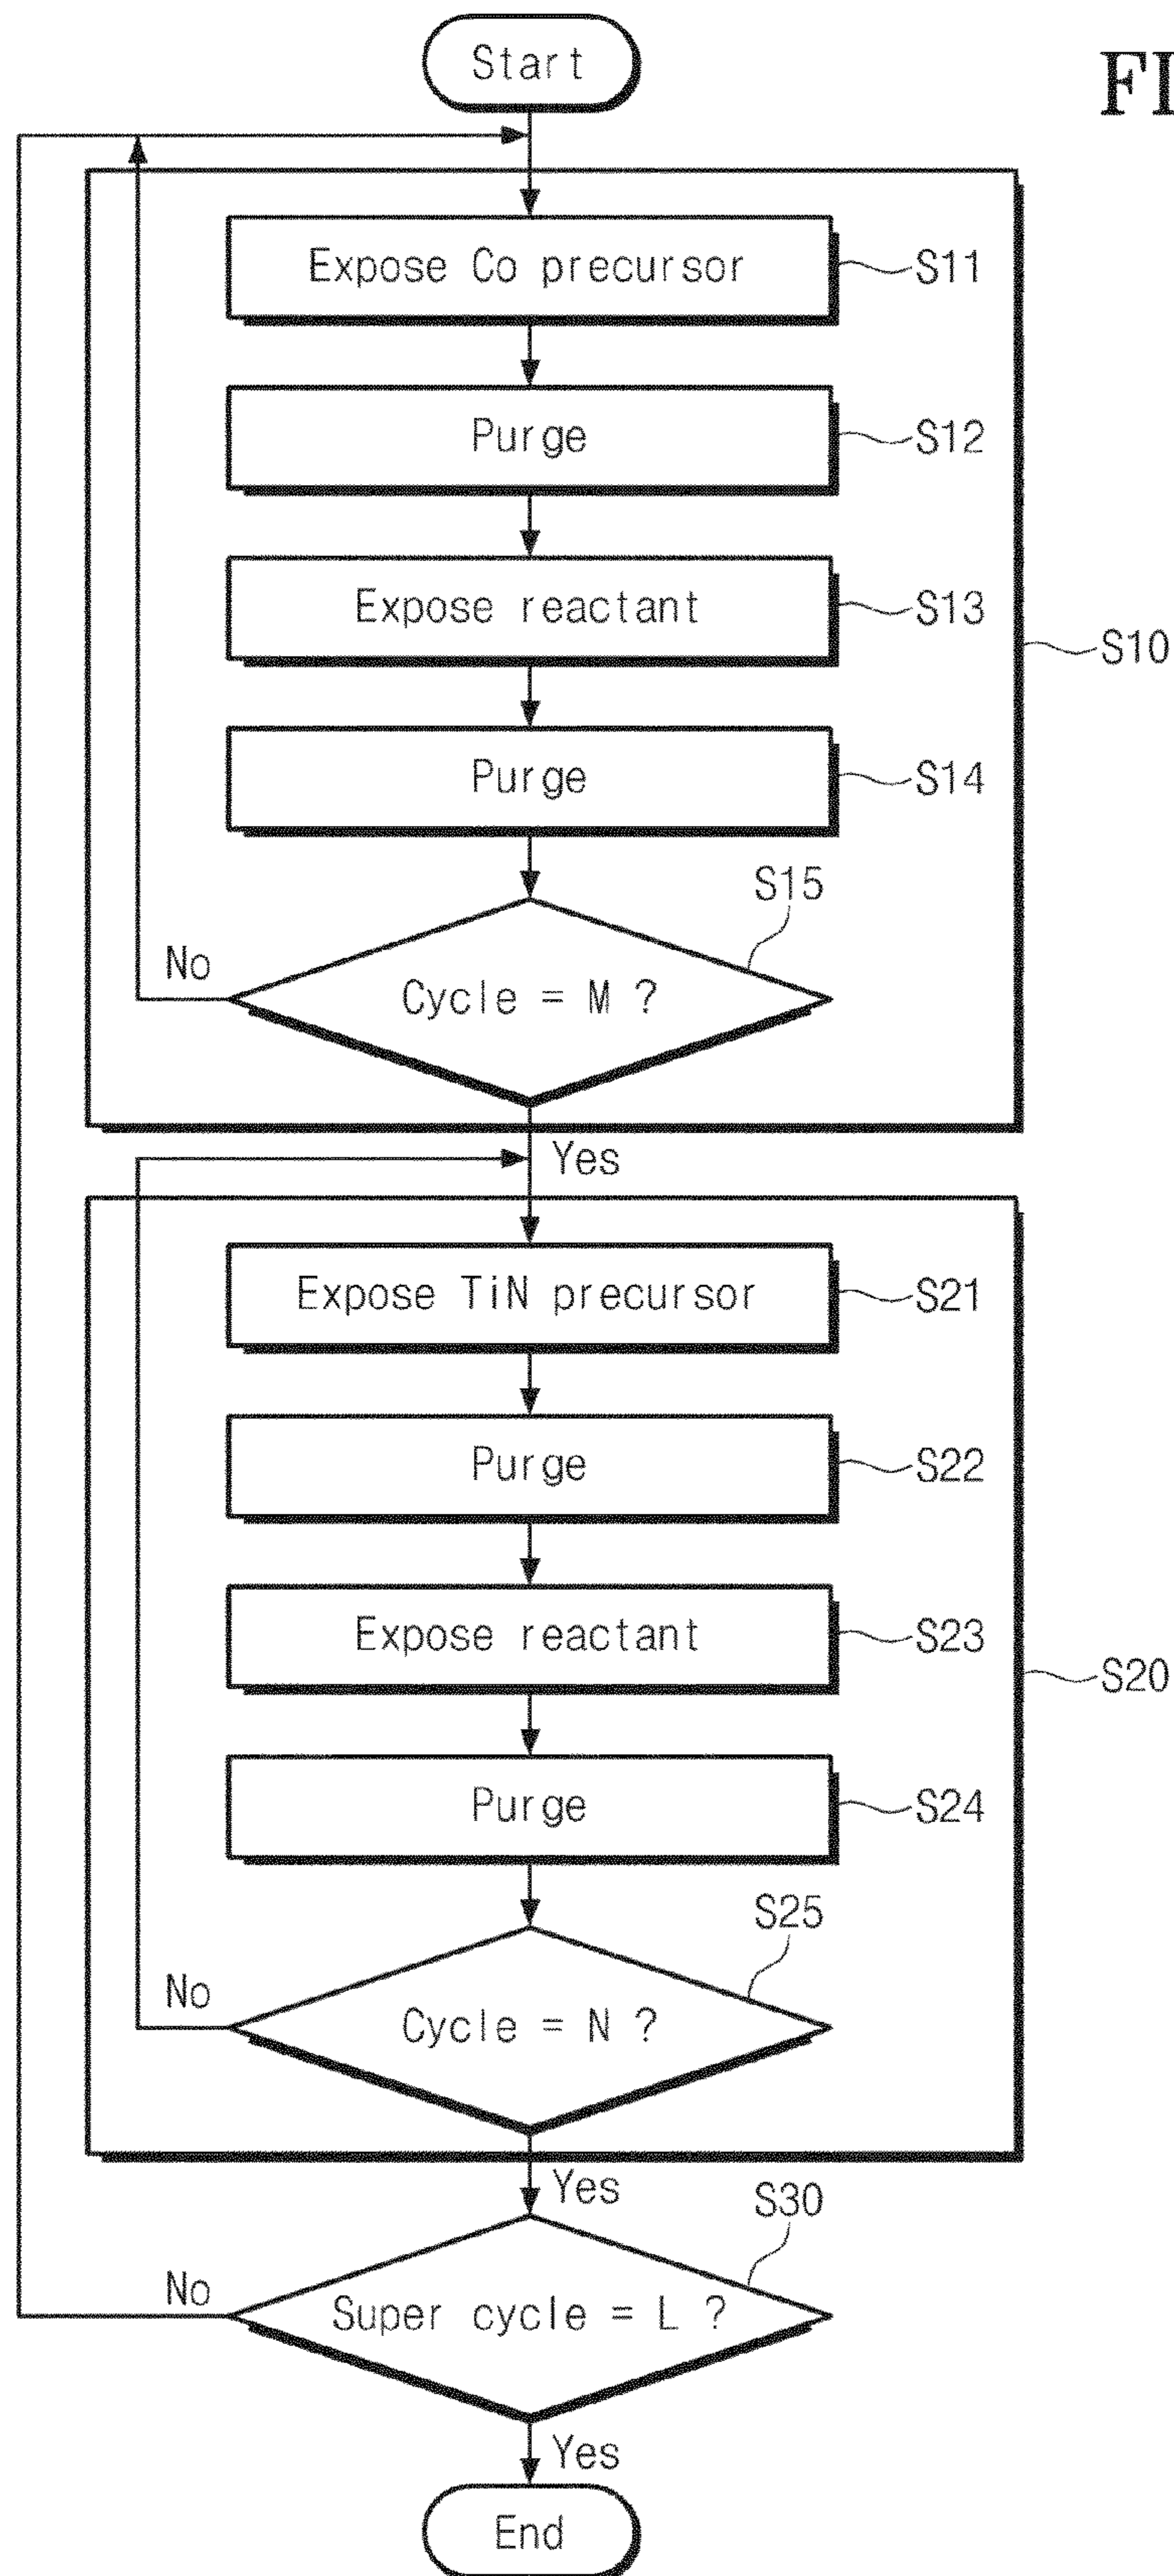 Start
FI
Expose Co precursor
S11
Purge
S12
Expose reactant
S13
S10
Purge
S14
S15
No
Cycle = M ?
Yes
Expose TiN precursor
S21
Purge
S22
Expose reactant
S23
S20
Purge
S24
S25
No
Cycle = N ?
Yes
S30
No
Super cycle = L ?
Yes
End